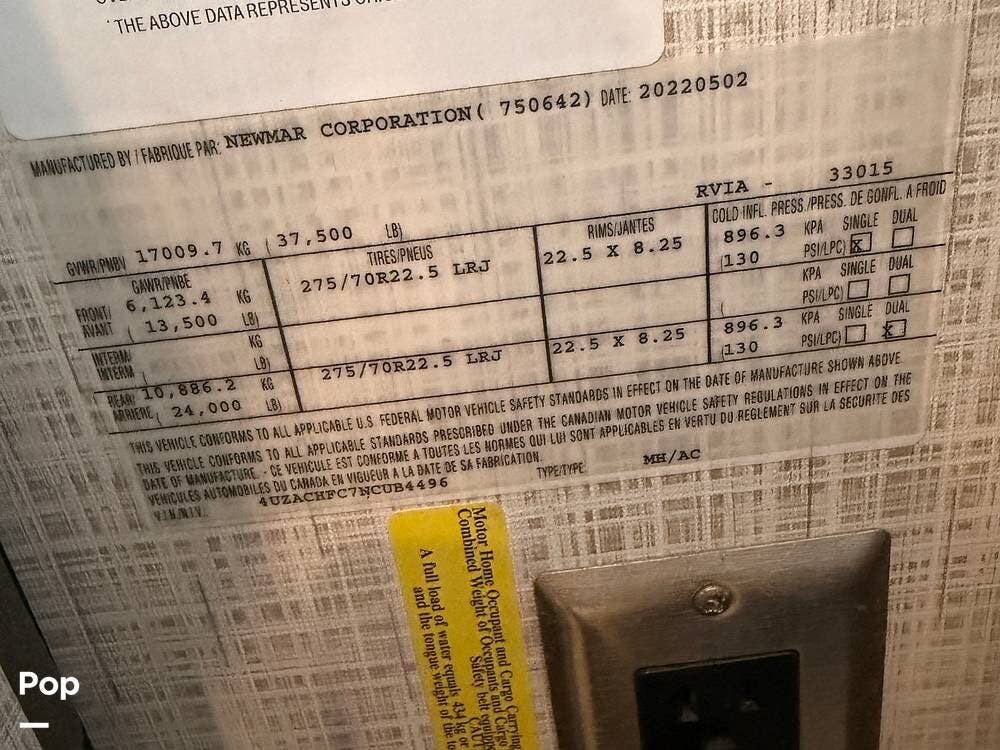 THE ABOVE DATA REPRESENTS
MANUFACTURED BY / FABRIQUE PAR: NEWMAR CORPORATION( 750642) DATE: 20220502
RVIA - 33015
GVWR/PNBV 17009.7 KG ( 37,500 LB)
GAWR/PNBE TIRES/PNEUS RIMS/JANTES COLD INFL. PRESS./PRESS. DE GONFL. A FROID
FRONT/ 6,123.4 KG 275/70R22.5 LRJ 22.5 X 8.25 896.3 KPA SINGLE DUAL
AVANT ( 13,500 LB) (130 PSI/LPC) X
INTERM/ KG KPA SINGLE DUAL
INTERM LB) ( PSI/LPC)
REAR/ 10,886.2 KG 275/70R22.5 LRJ 22.5 X 8.25 896.3 KPA SINGLE DUAL
ARRIERE ( 24,000 LB) (130 PSI/LPC) X
THIS VEHICLE CONFORMS TO ALL APPLICABLE U.S. FEDERAL MOTOR VEHICLE SAFETY STANDARDS IN EFFECT ON THE DATE OF MANUFACTURE SHOWN ABOVE.
THIS VEHICLE CONFORMS TO ALL APPLICABLE STANDARDS PRESCRIBED UNDER THE CANADIAN MOTOR VEHICLE SAFETY REGULATIONS IN EFFECT ON THE
DATE OF MANUFACTURE. - CE VEHICULE EST CONFORME A TOUTES LES NORMES QUI LUI SONT APPLICABLES EN VERTU DU REGLEMENT SUR LA SECURITE DES
VEHICULES AUTOMOBILES DU CANADA EN VIGUEUR A LA DATE DE SA FABRICATION.
V.I.N./N.I.V. 4UZACHFC7NCUB4496 TYPE/TYPE MH/AC
Motor Home Occupant and Cargo Carrying
Combined Weight of Occupants and Cargo
Safety belt
A full load of water equals 434 kg or
and the tongue weight of the
Pop